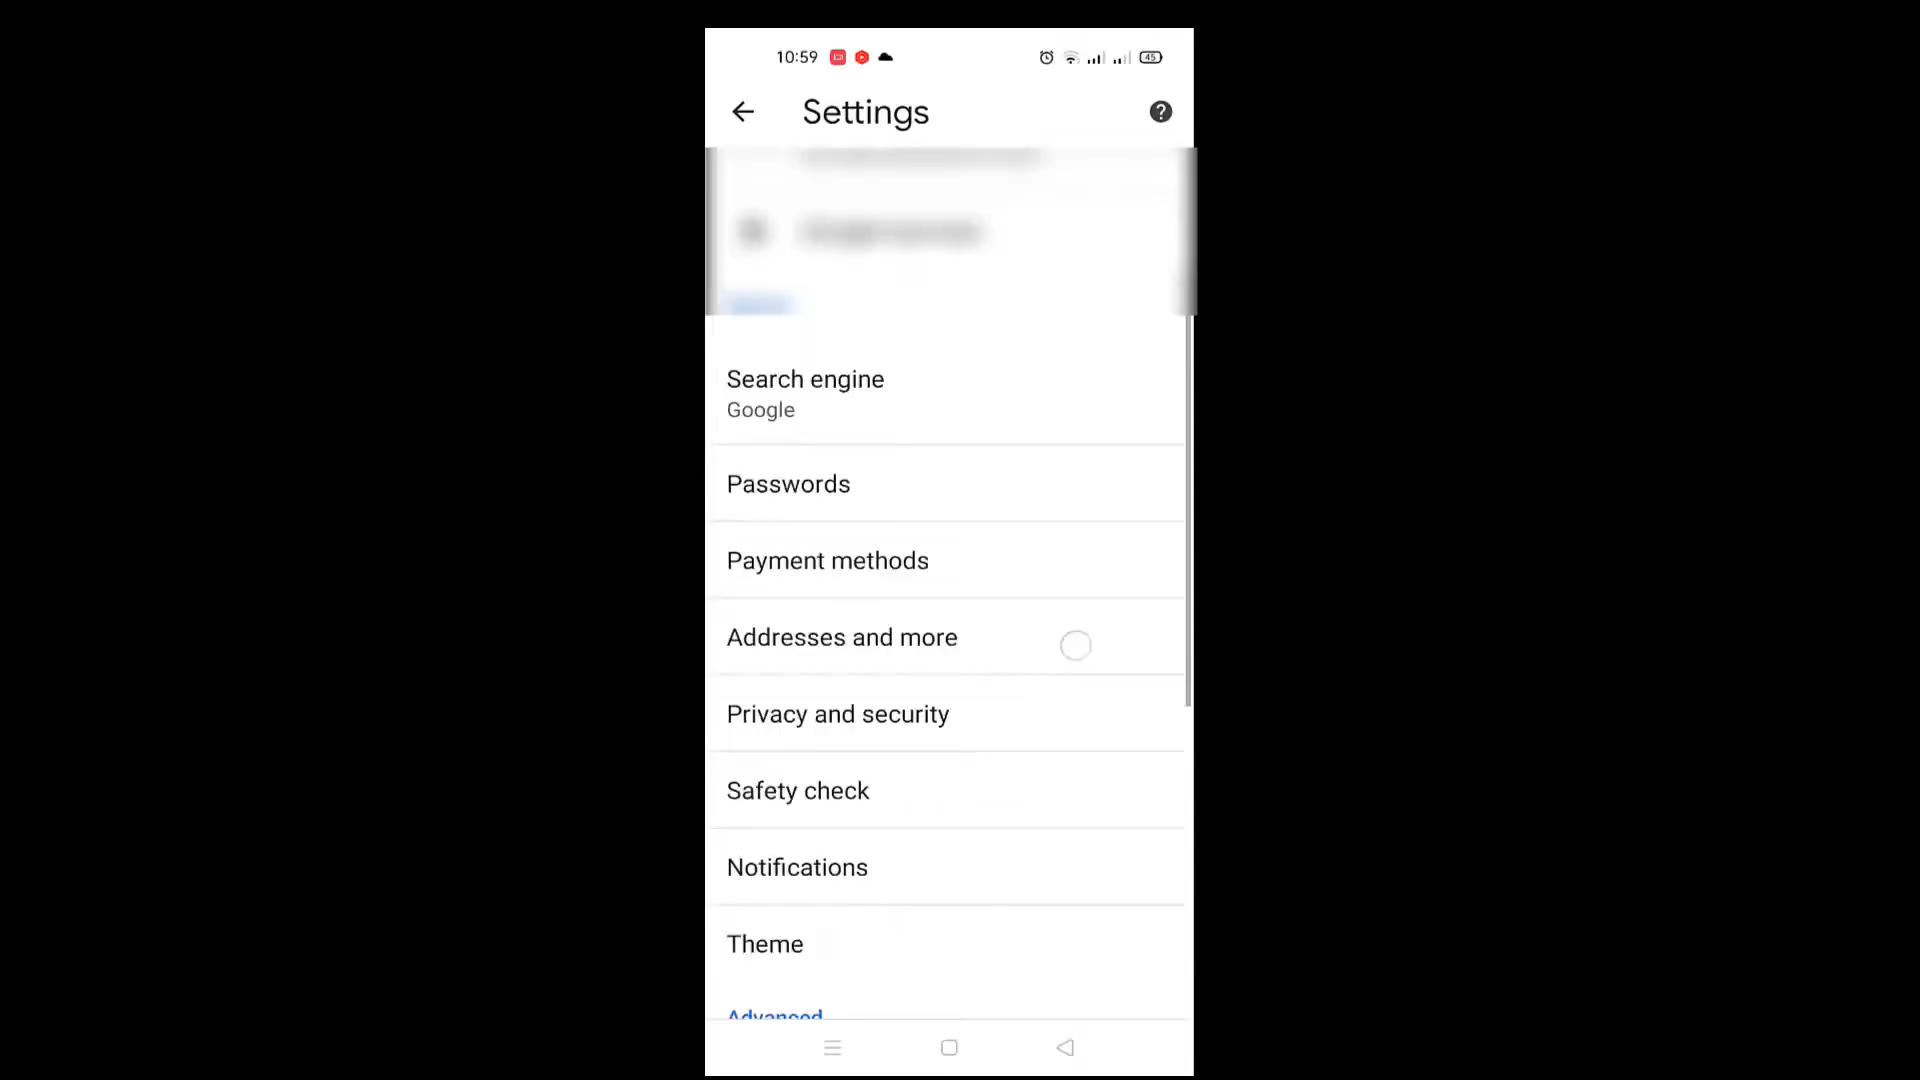 10:59
45
Settings
?
Search engine
Google
Passwords
Payment methods
Addresses and more
Privacy and security
Safety check
Notifications
Theme
Advanced